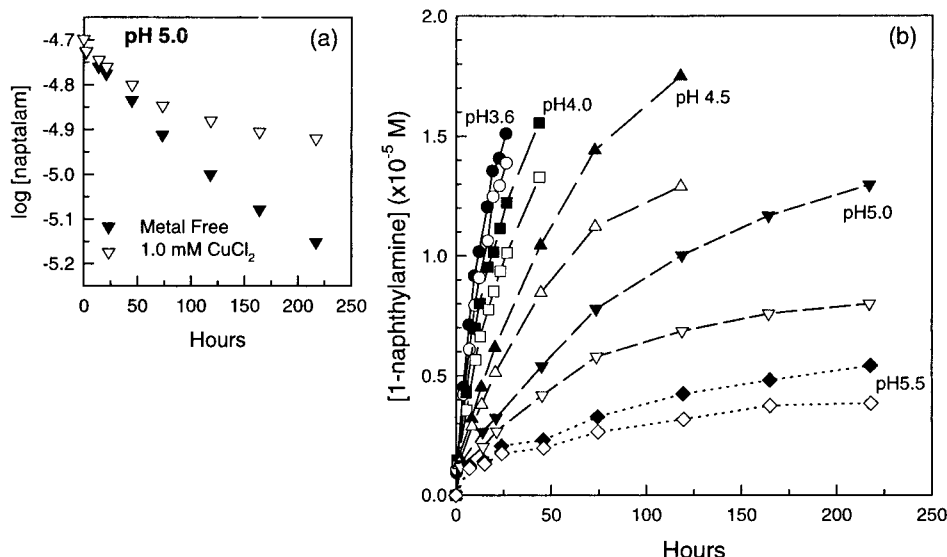 pH 5.0
(a)
-4.7
-4.8
-4.9
-5.0
-5.1
-5.2
log [naptalam]
Metal Free
1.0 mM CuCl₂
0 50 100 150 200 250
Hours
(b)
2.0
1.5
1.0
0.5
0.0
[1-naphthylamine] (x10⁻⁵ M)
pH3.6
pH4.0
pH 4.5
pH5.0
pH5.5
0 50 100 150 200 250
Hours